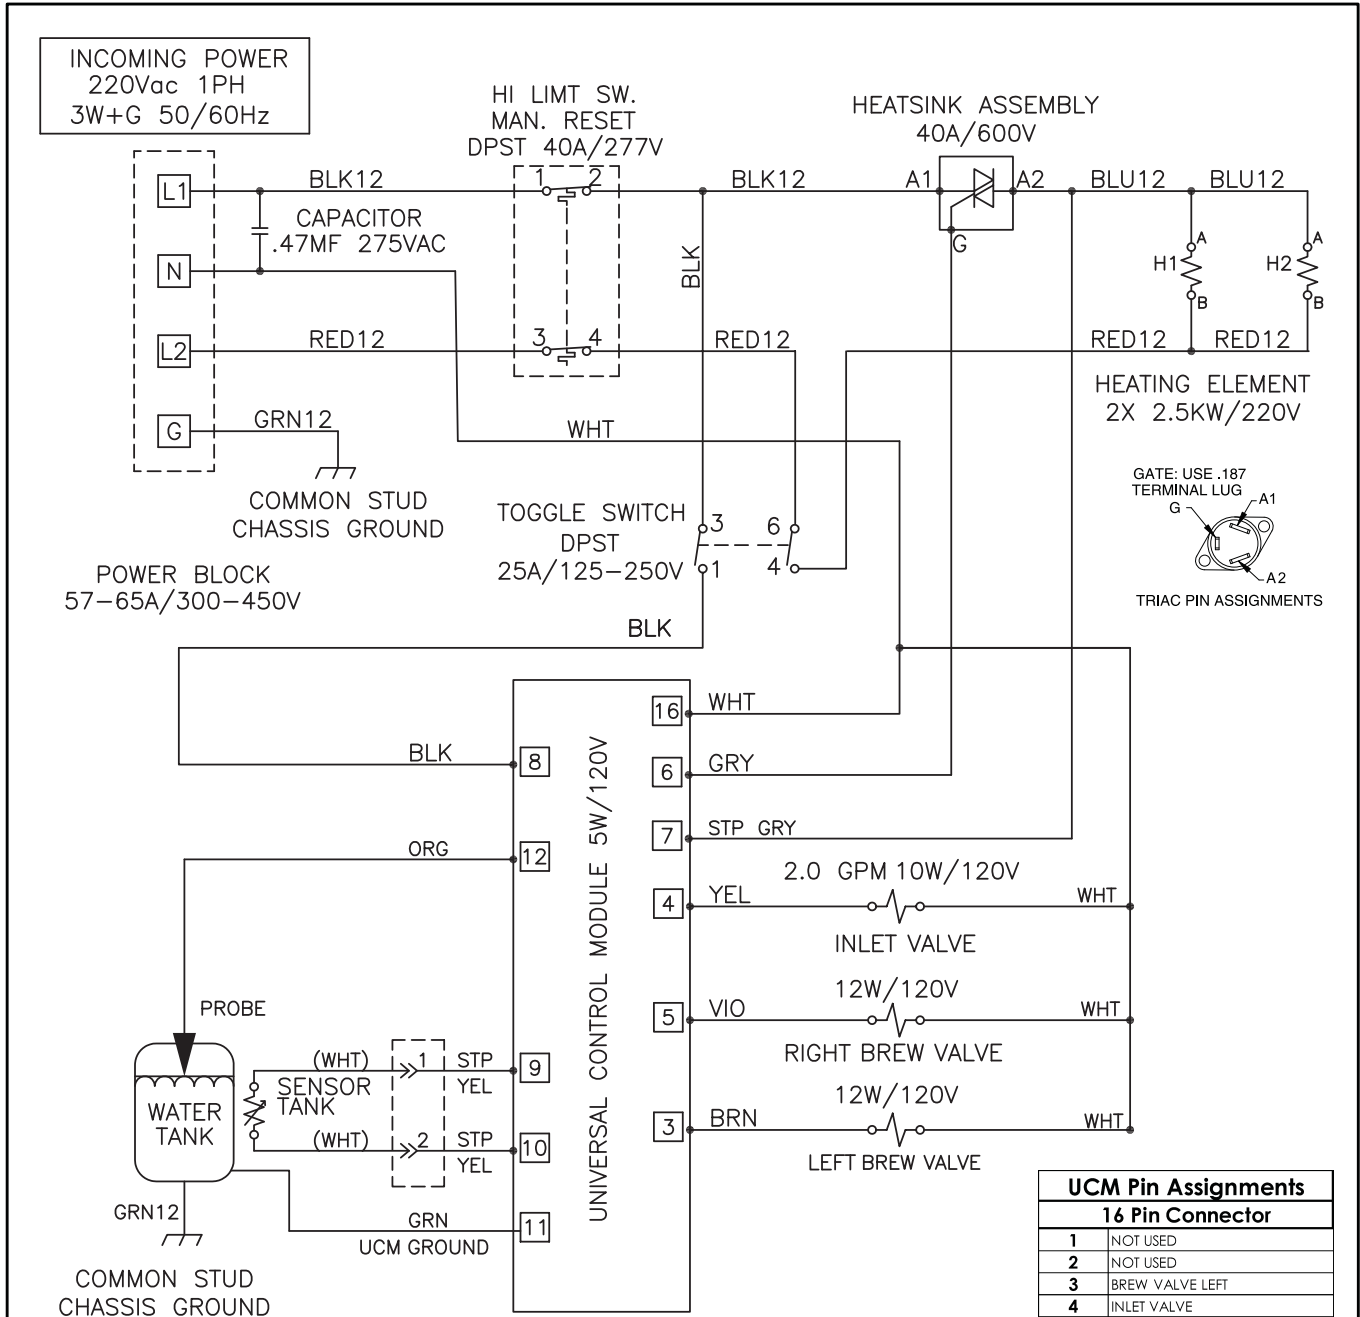 INCOMING POWER
220Vac 1PH
3W+G 50/60Hz
HI LIMT SW.
MAN. RESET
DPST 40A/277V
HEATSINK ASSEMBLY
40A/600V
L1
BLK12
1
2
BLK12
A1
A2
BLU12
BLU12
CAPACITOR
.47MF 275VAC
G
N
BLK
H1
A
B
H2
A
B
L2
RED12
3
4
RED12
RED12
RED12
HEATING ELEMENT
2X 2.5KW/220V
G
GRN12
WHT
COMMON STUD
CHASSIS GROUND
GATE: USE .187
TERMINAL LUG
G
A1
A2
TRIAC PIN ASSIGNMENTS
TOGGLE SWITCH
DPST
25A/125-250V
3
1
6
4
POWER BLOCK
57-65A/300-450V
BLK
UNIVERSAL CONTROL MODULE 5W/120V
16
WHT
BLK
8
6
GRY
7
STP GRY
ORG
12
2.0 GPM 10W/120V
4
YEL
WHT
INLET VALVE
12W/120V
5
VIO
WHT
RIGHT BREW VALVE
12W/120V
3
BRN
WHT
LEFT BREW VALVE
PROBE
WATER
TANK
SENSOR
TANK
(WHT)
1
STP
YEL
9
(WHT)
2
STP
YEL
10
GRN12
GRN
UCM GROUND
11
COMMON STUD
CHASSIS GROUND
UCM Pin Assignments
16 Pin Connector
1 NOT USED
2 NOT USED
3 BREW VALVE LEFT
4 INLET VALVE